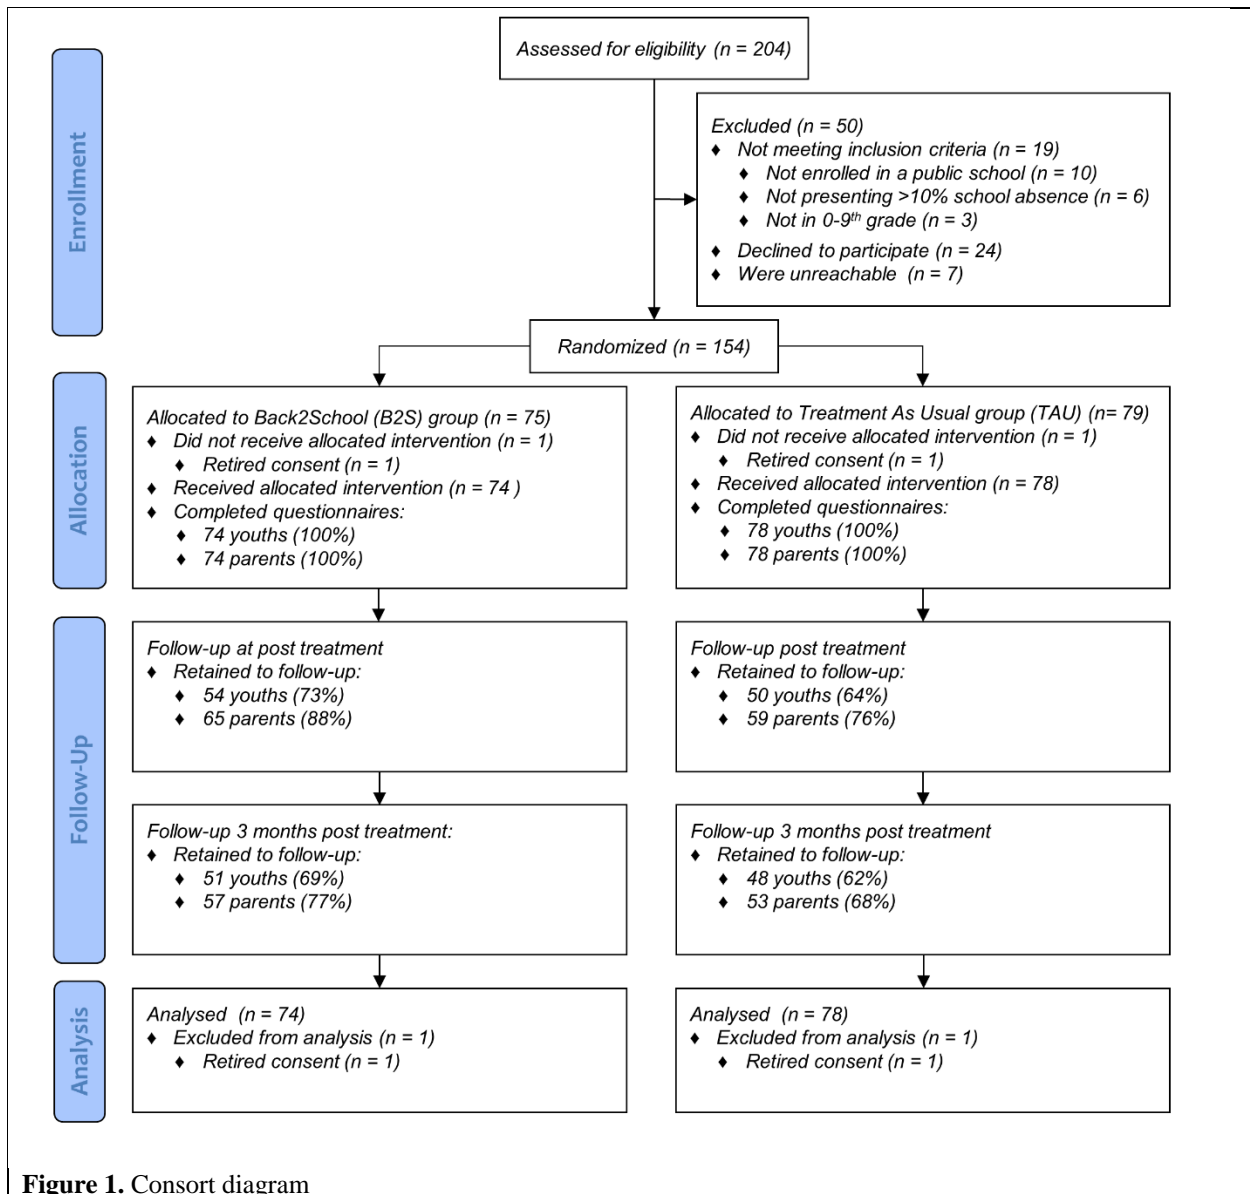 Enrollment
Assessed for eligibility (n = 204)
Excluded (n = 50)
♦ Not meeting inclusion criteria (n = 19)
♦ Not enrolled in a public school (n = 10)
♦ Not presenting >10% school absence (n = 6)
♦ Not in 0-9th grade (n = 3)
♦ Declined to participate (n = 24)
♦ Were unreachable (n = 7)
Randomized (n = 154)
Allocation
Allocated to Back2School (B2S) group (n = 75)
♦ Did not receive allocated intervention (n = 1)
♦ Retired consent (n = 1)
♦ Received allocated intervention (n = 74 )
♦ Completed questionnaires:
♦ 74 youths (100%)
♦ 74 parents (100%)
Allocated to Treatment As Usual group (TAU) (n= 79)
♦ Did not receive allocated intervention (n = 1)
♦ Retired consent (n = 1)
♦ Received allocated intervention (n = 78)
♦ Completed questionnaires:
♦ 78 youths (100%)
♦ 78 parents (100%)
Follow-Up
Follow-up at post treatment
♦ Retained to follow-up:
♦ 54 youths (73%)
♦ 65 parents (88%)
Follow-up post treatment
♦ Retained to follow-up:
♦ 50 youths (64%)
♦ 59 parents (76%)
Follow-up 3 months post treatment:
♦ Retained to follow-up:
♦ 51 youths (69%)
♦ 57 parents (77%)
Follow-up 3 months post treatment
♦ Retained to follow-up:
♦ 48 youths (62%)
♦ 53 parents (68%)
Analysis
Analysed (n = 74)
♦ Excluded from analysis (n = 1)
♦ Retired consent (n = 1)
Analysed (n = 78)
♦ Excluded from analysis (n = 1)
♦ Retired consent (n = 1)
Figure 1. Consort diagram